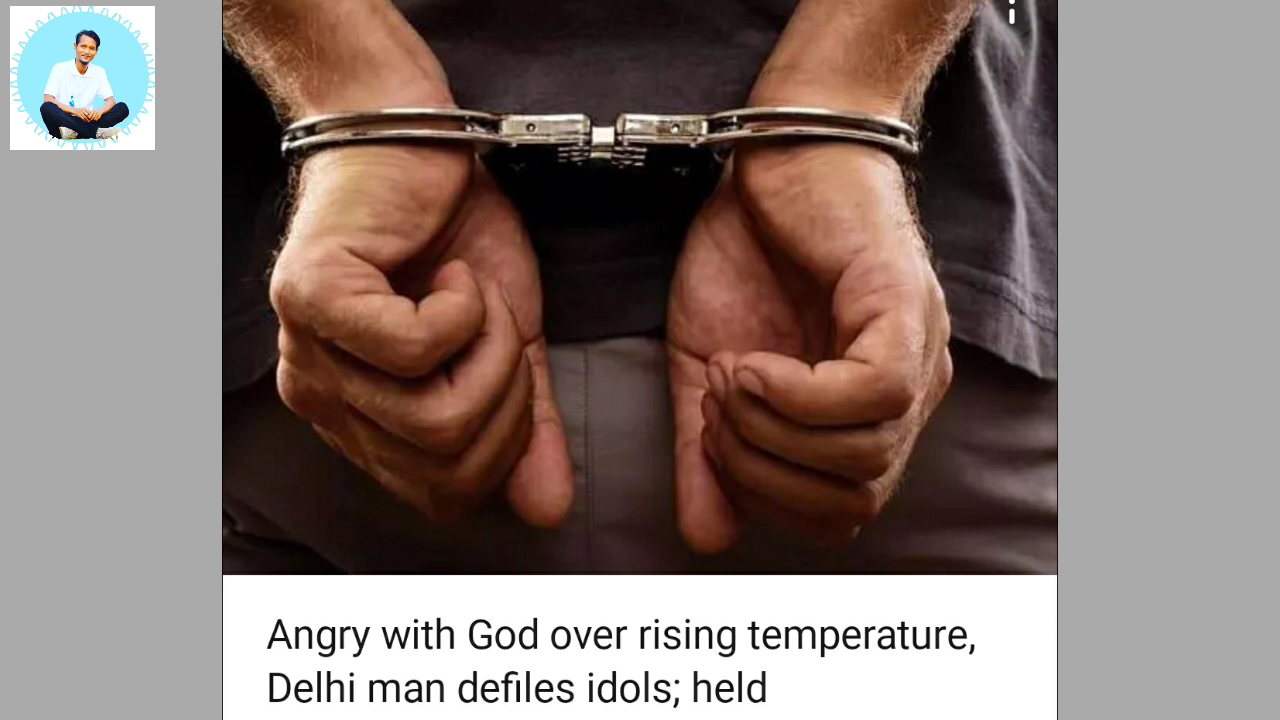 Angry with God over rising temperature,
Delhi man defiles idols; held